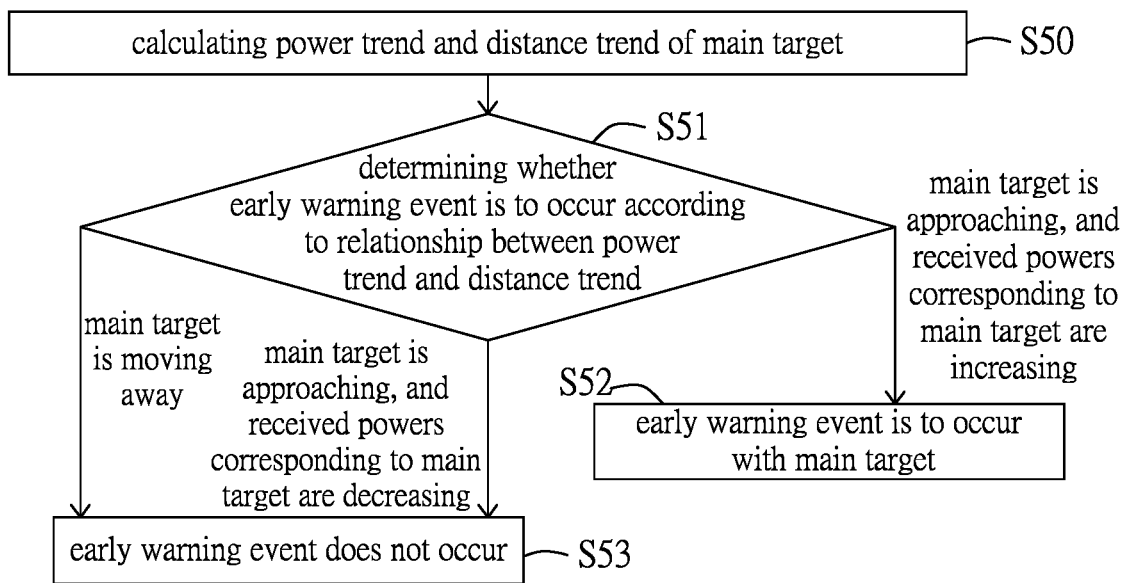 calculating power trend and distance trend of main target
S50
S51
determining whether
early warning event is to occur according
to relationship between power
trend and distance trend
main target is
approaching, and
received powers
corresponding to
main target are
increasing
main target
is moving
away
main target is
approaching, and
received powers
corresponding to main
target are decreasing
S52
early warning event is to occur
with main target
early warning event does not occur
S53